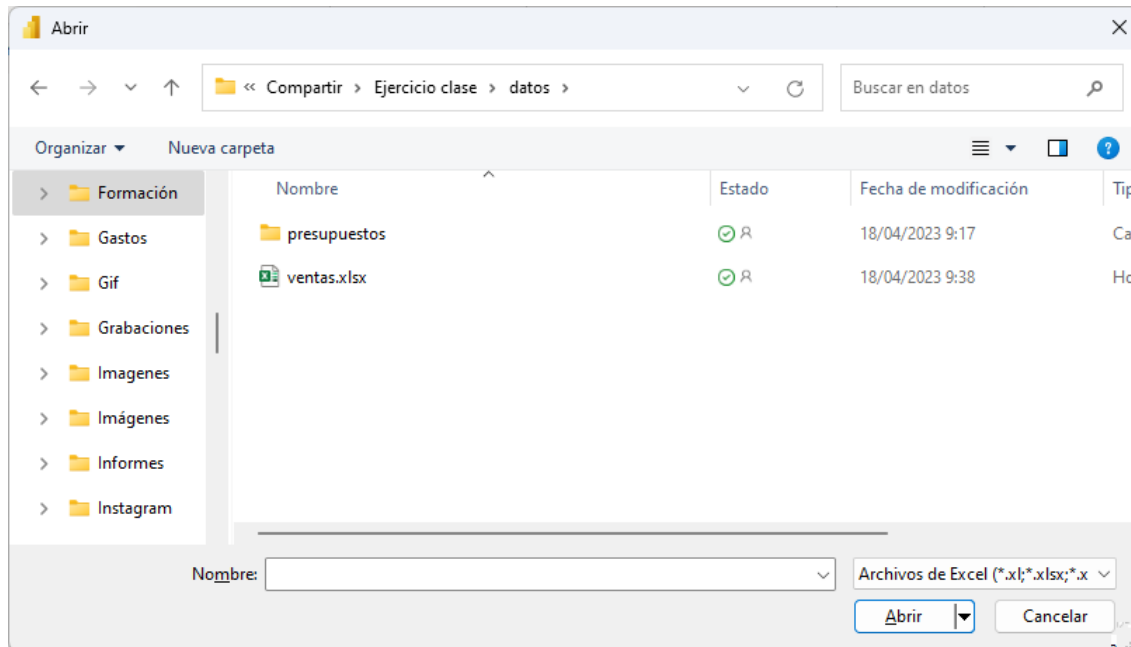 Abrir
« Compartir > Ejercicio clase > datos >
Buscar en datos
Organizar
Nueva carpeta
Nombre
Estado
Fecha de modificación
Formación
Gastos
Gif
Grabaciones
Imagenes
Imágenes
Informes
Instagram
presupuestos
18/04/2023 9:17
ventas.xlsx
18/04/2023 9:38
Nombre:
Archivos de Excel (*.xl;*.xlsx;*.x
Abrir
Cancelar